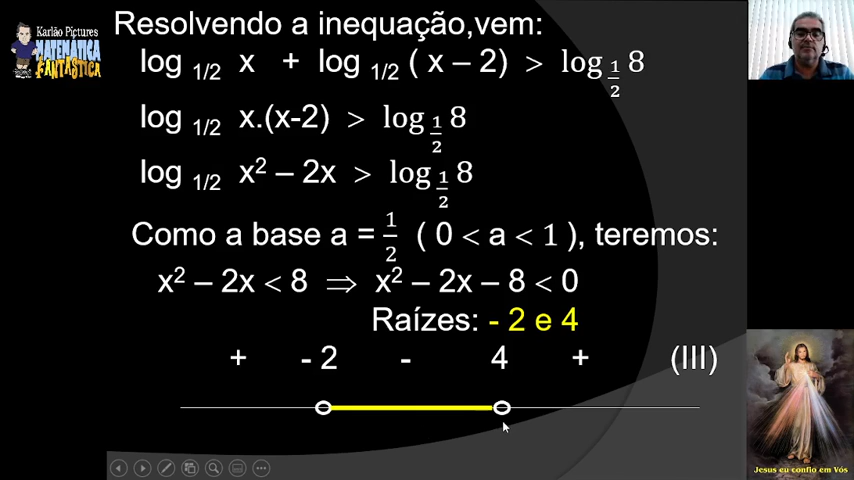 Karlão Pictures
MATEMÁTICA
FANTÁSTICA
Resolvendo a inequação,vem:
log 1/2 x + log 1/2 ( x – 2) > log 1/2 8
log 1/2 x.(x-2) > log 1/2 8
log 1/2 x² – 2x > log 1/2 8
Como a base a = 1/2 ( 0 < a < 1 ), teremos:
x² – 2x < 8 ⇒ x² – 2x – 8 < 0
Raízes: - 2 e 4
+ - 2 - 4 + (III)
Jesus eu confio em Vós